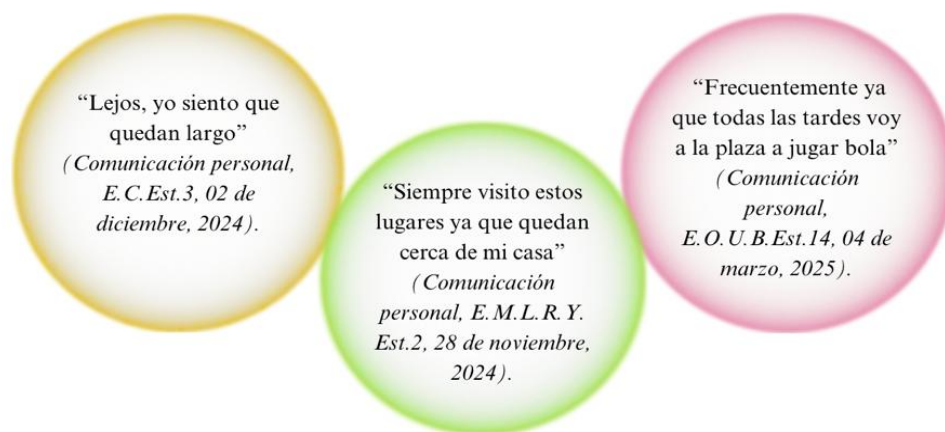 “Lejos, yo siento que
quedan largo”
(Comunicación personal,
E.C.Est.3, 02 de
diciembre, 2024).
“Siempre visito estos
lugares ya que quedan
cerca de mi casa”
(Comunicación
personal, E.M.L.R.Y.
Est.2, 28 de noviembre,
2024).
“Frecuentemente ya
que todas las tardes voy
a la plaza a jugar bola”
(Comunicación
personal,
E.O.U.B.Est.14, 04 de
marzo, 2025).